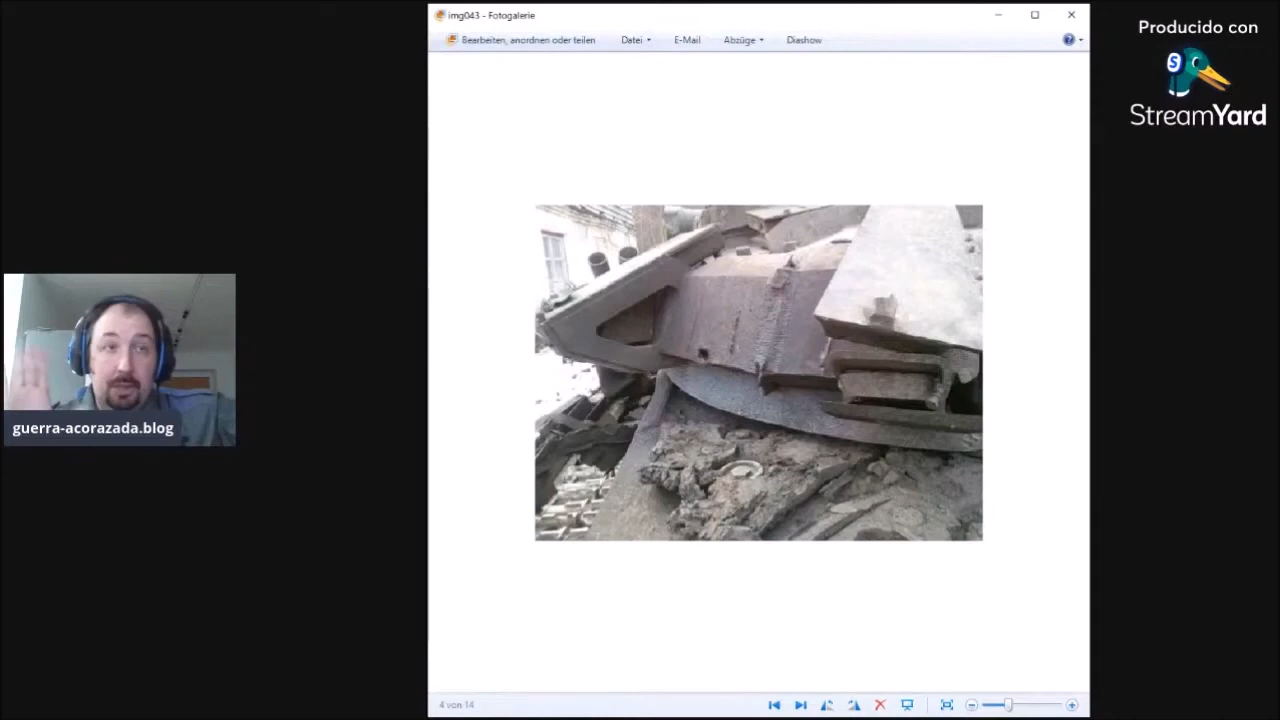 img043 - Fotogalerie
Bearbeiten, anordnen oder teilen Datei E-Mail Abzüge Diashow
Producido con
StreamYard
guerra-acorazada.blog
4 von 14